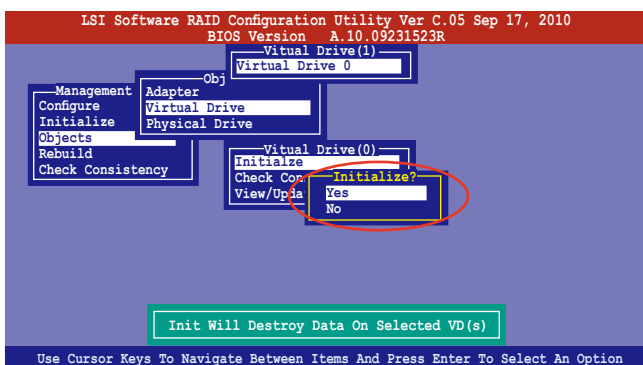 LSI Software RAID Configuration Utility Ver C.05 Sep 17, 2010
BIOS Version A.10.09231523R
Vitual Drive(1)
Virtual Drive 0
Obj
Adapter
Virtual Drive
Physical Drive
Management
Configure
Initialize
Objects
Rebuild
Check Consistency
Vitual Drive(0)
Initialze
Check Con
View/Upda
Initialize?
Yes
No
Init Will Destroy Data On Selected VD(s)
Use Cursor Keys To Navigate Between Items And Press Enter To Select An Option